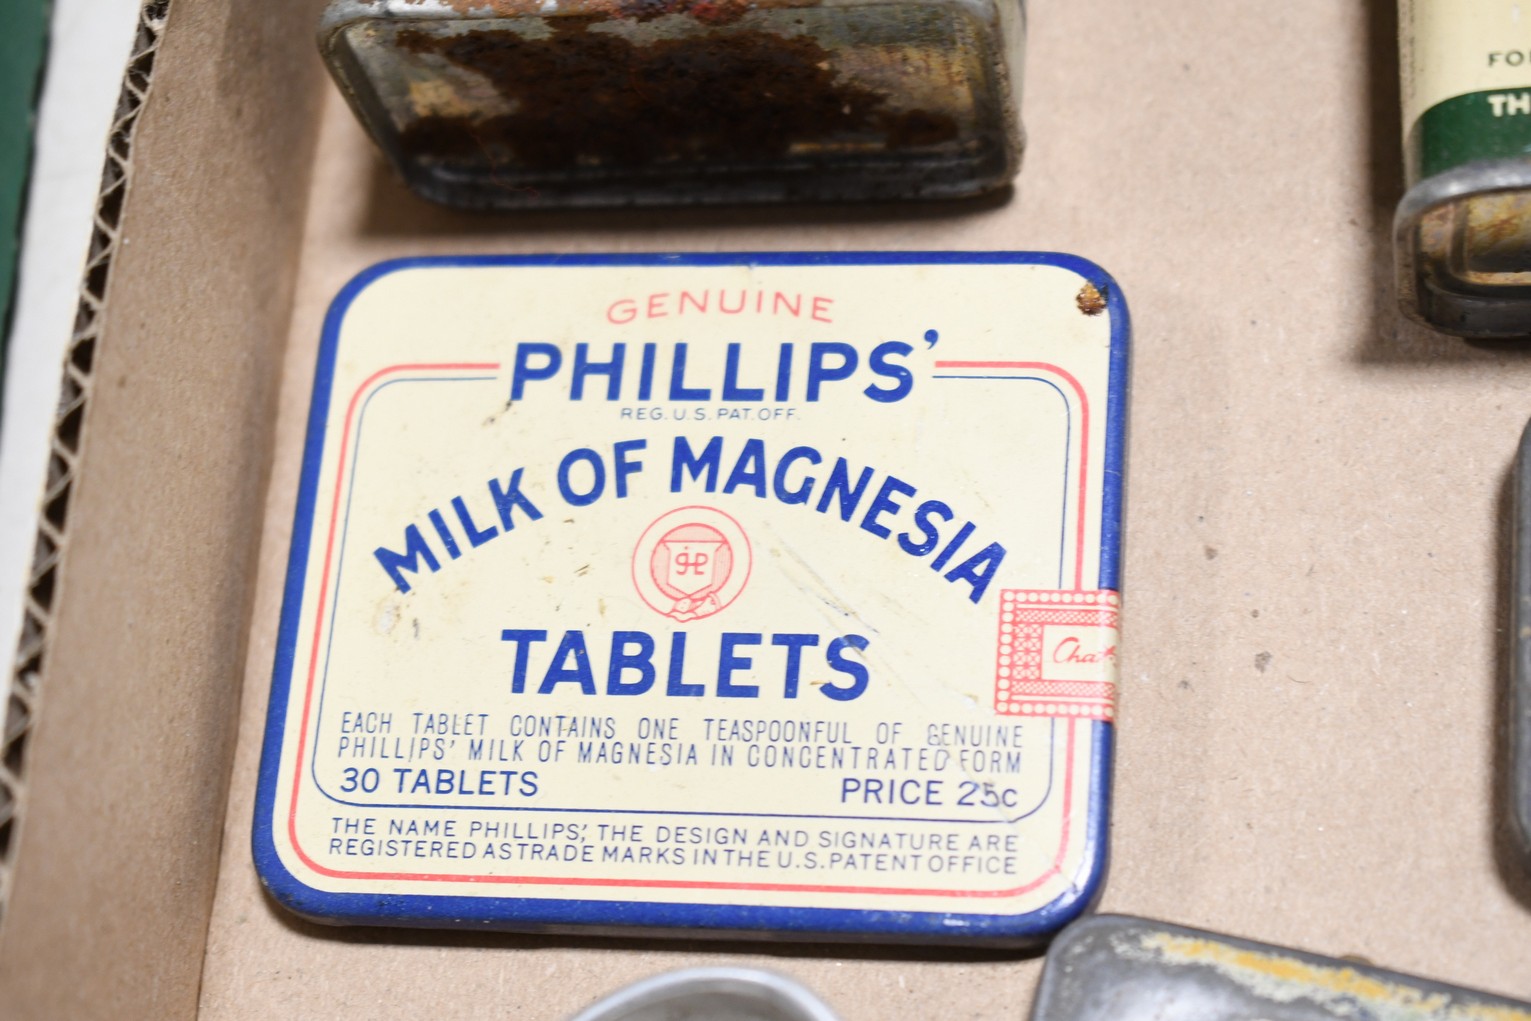 GENUINE
PHILLIPS'
REG. U.S. PAT. OFF.
MILK OF MAGNESIA
TABLETS
EACH TABLET CONTAINS ONE TEASPOONFUL OF GENUINE
PHILLIPS' MILK OF MAGNESIA IN CONCENTRATED FORM
30 TABLETS PRICE 25c
THE NAME PHILLIPS', THE DESIGN AND SIGNATURE ARE
REGISTERED AS TRADE MARKS IN THE U.S. PATENT OFFICE